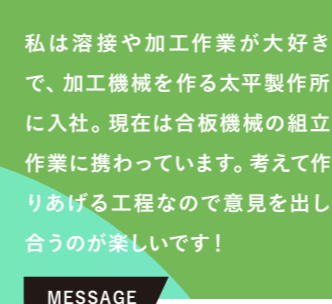 私は溶接や加工作業が大好き
で、加工機械を作る太平製作所
に入社。現在は合板機械の組立
作業に携わっています。考えて作
りあげる工程なので意見を出し
合うのが楽しいです！
MESSAGE